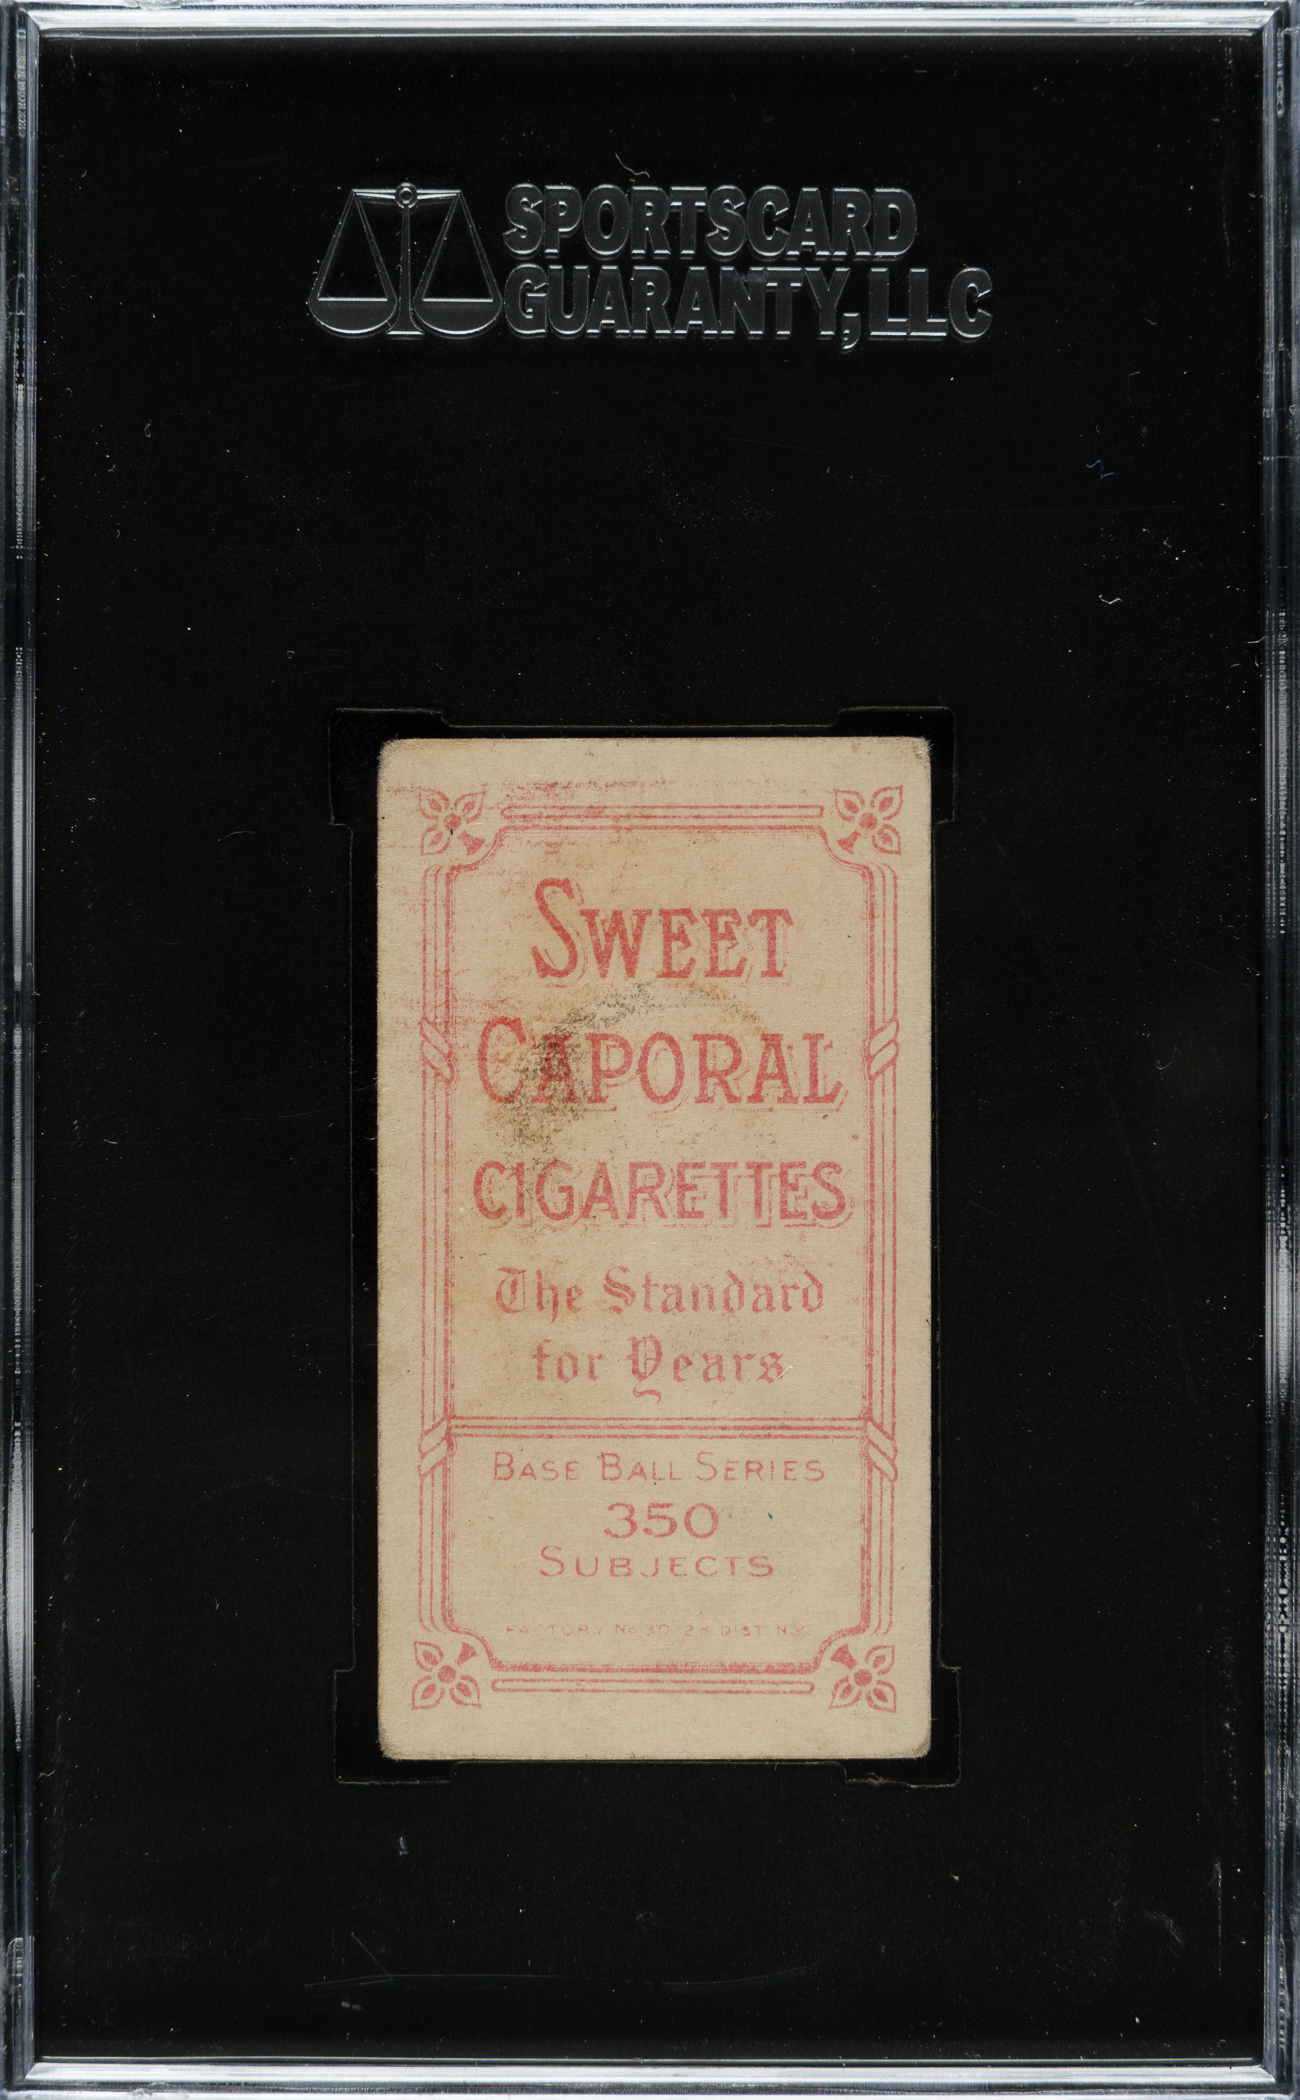 SPORTSCARD
GUARANTY, LLC
SWEET
CAPORAL
CIGARETTES
The Standard
for Years
BASE BALL SERIES
350
SUBJECTS
FACTORY No 30 2d DIST. N.Y.